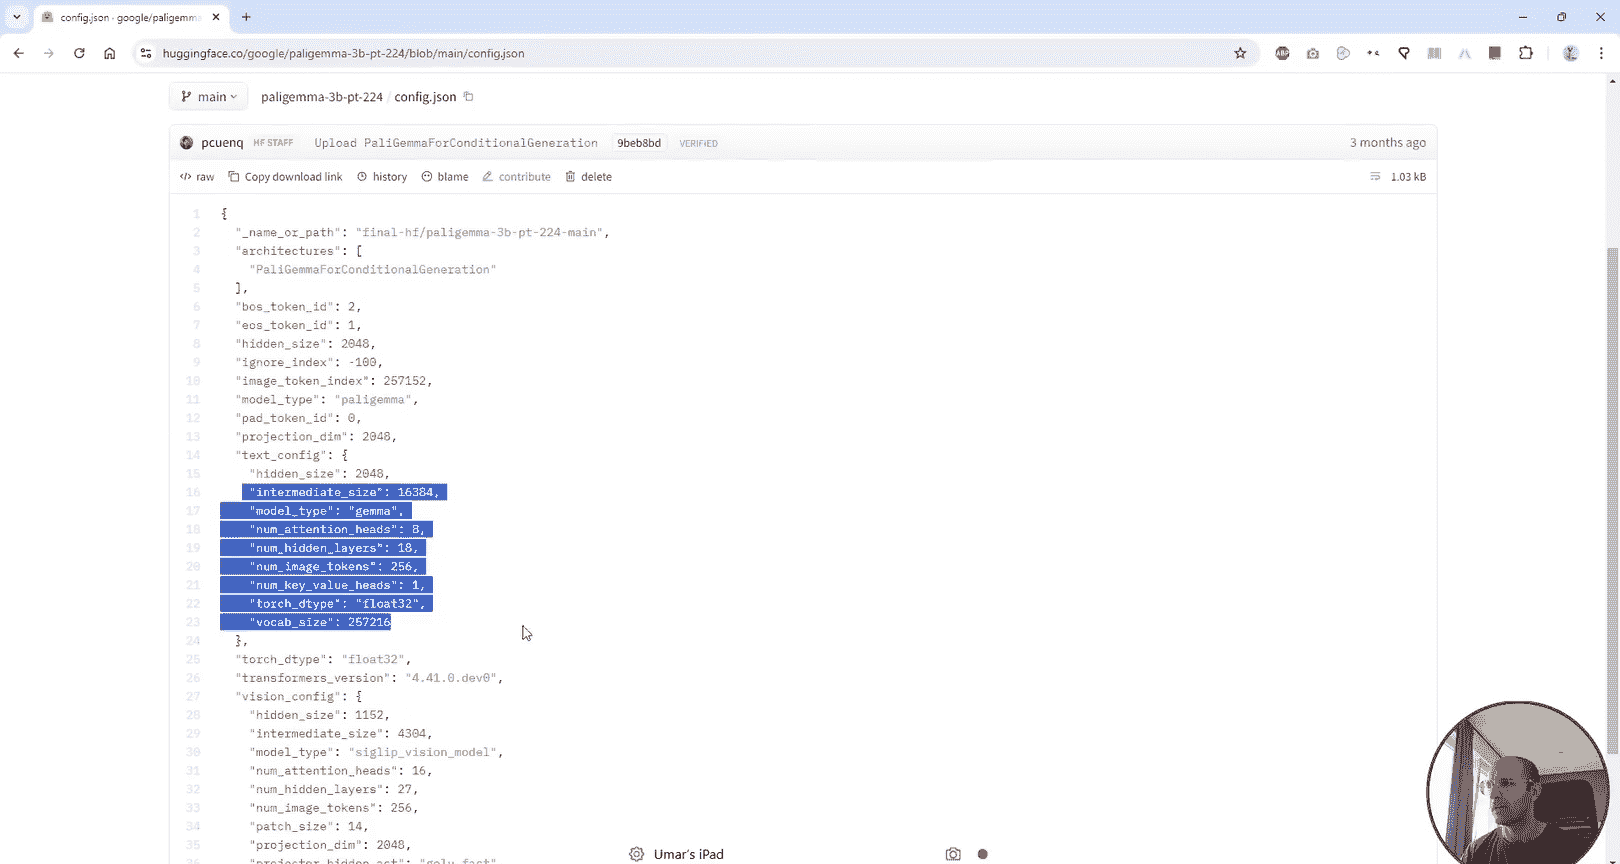 config.json · google/paligemma
huggingface.co/google/paligemma-3b-pt-224/blob/main/config.json
ABP
main paligemma-3b-pt-224 / config.json
pcuenq HF STAFF Upload PaliGemmaForConditionalGeneration 9beb8bd VERIFIED 3 months ago
</> raw Copy download link history blame contribute delete 1.03 kB
1 {
2 "_name_or_path": "final-hf/paligemma-3b-pt-224-main",
3 "architectures": [
4 "PaliGemmaForConditionalGeneration"
5 ],
6 "bos_token_id": 2,
7 "eos_token_id": 1,
8 "hidden_size": 2048,
9 "ignore_index": -100,
10 "image_token_index": 257152,
11 "model_type": "paligemma",
12 "pad_token_id": 0,
13 "projection_dim": 2048,
14 "text_config": {
15 "hidden_size": 2048,
16 "intermediate_size": 16384,
17 "model_type": "gemma",
18 "num_attention_heads": 8,
19 "num_hidden_layers": 18,
20 "num_image_tokens": 256,
21 "num_key_value_heads": 1,
22 "torch_dtype": "float32",
23 "vocab_size": 257216
24 },
25 "torch_dtype": "float32",
26 "transformers_version": "4.41.0.dev0",
27 "vision_config": {
28 "hidden_size": 1152,
29 "intermediate_size": 4304,
30 "model_type": "siglip_vision_model",
31 "num_attention_heads": 16,
32 "num_hidden_layers": 27,
33 "num_image_tokens": 256,
34 "patch_size": 14,
35 "projection_dim": 2048,
36 "projector_hidden_act": "gelu_fast"
Umar's iPad